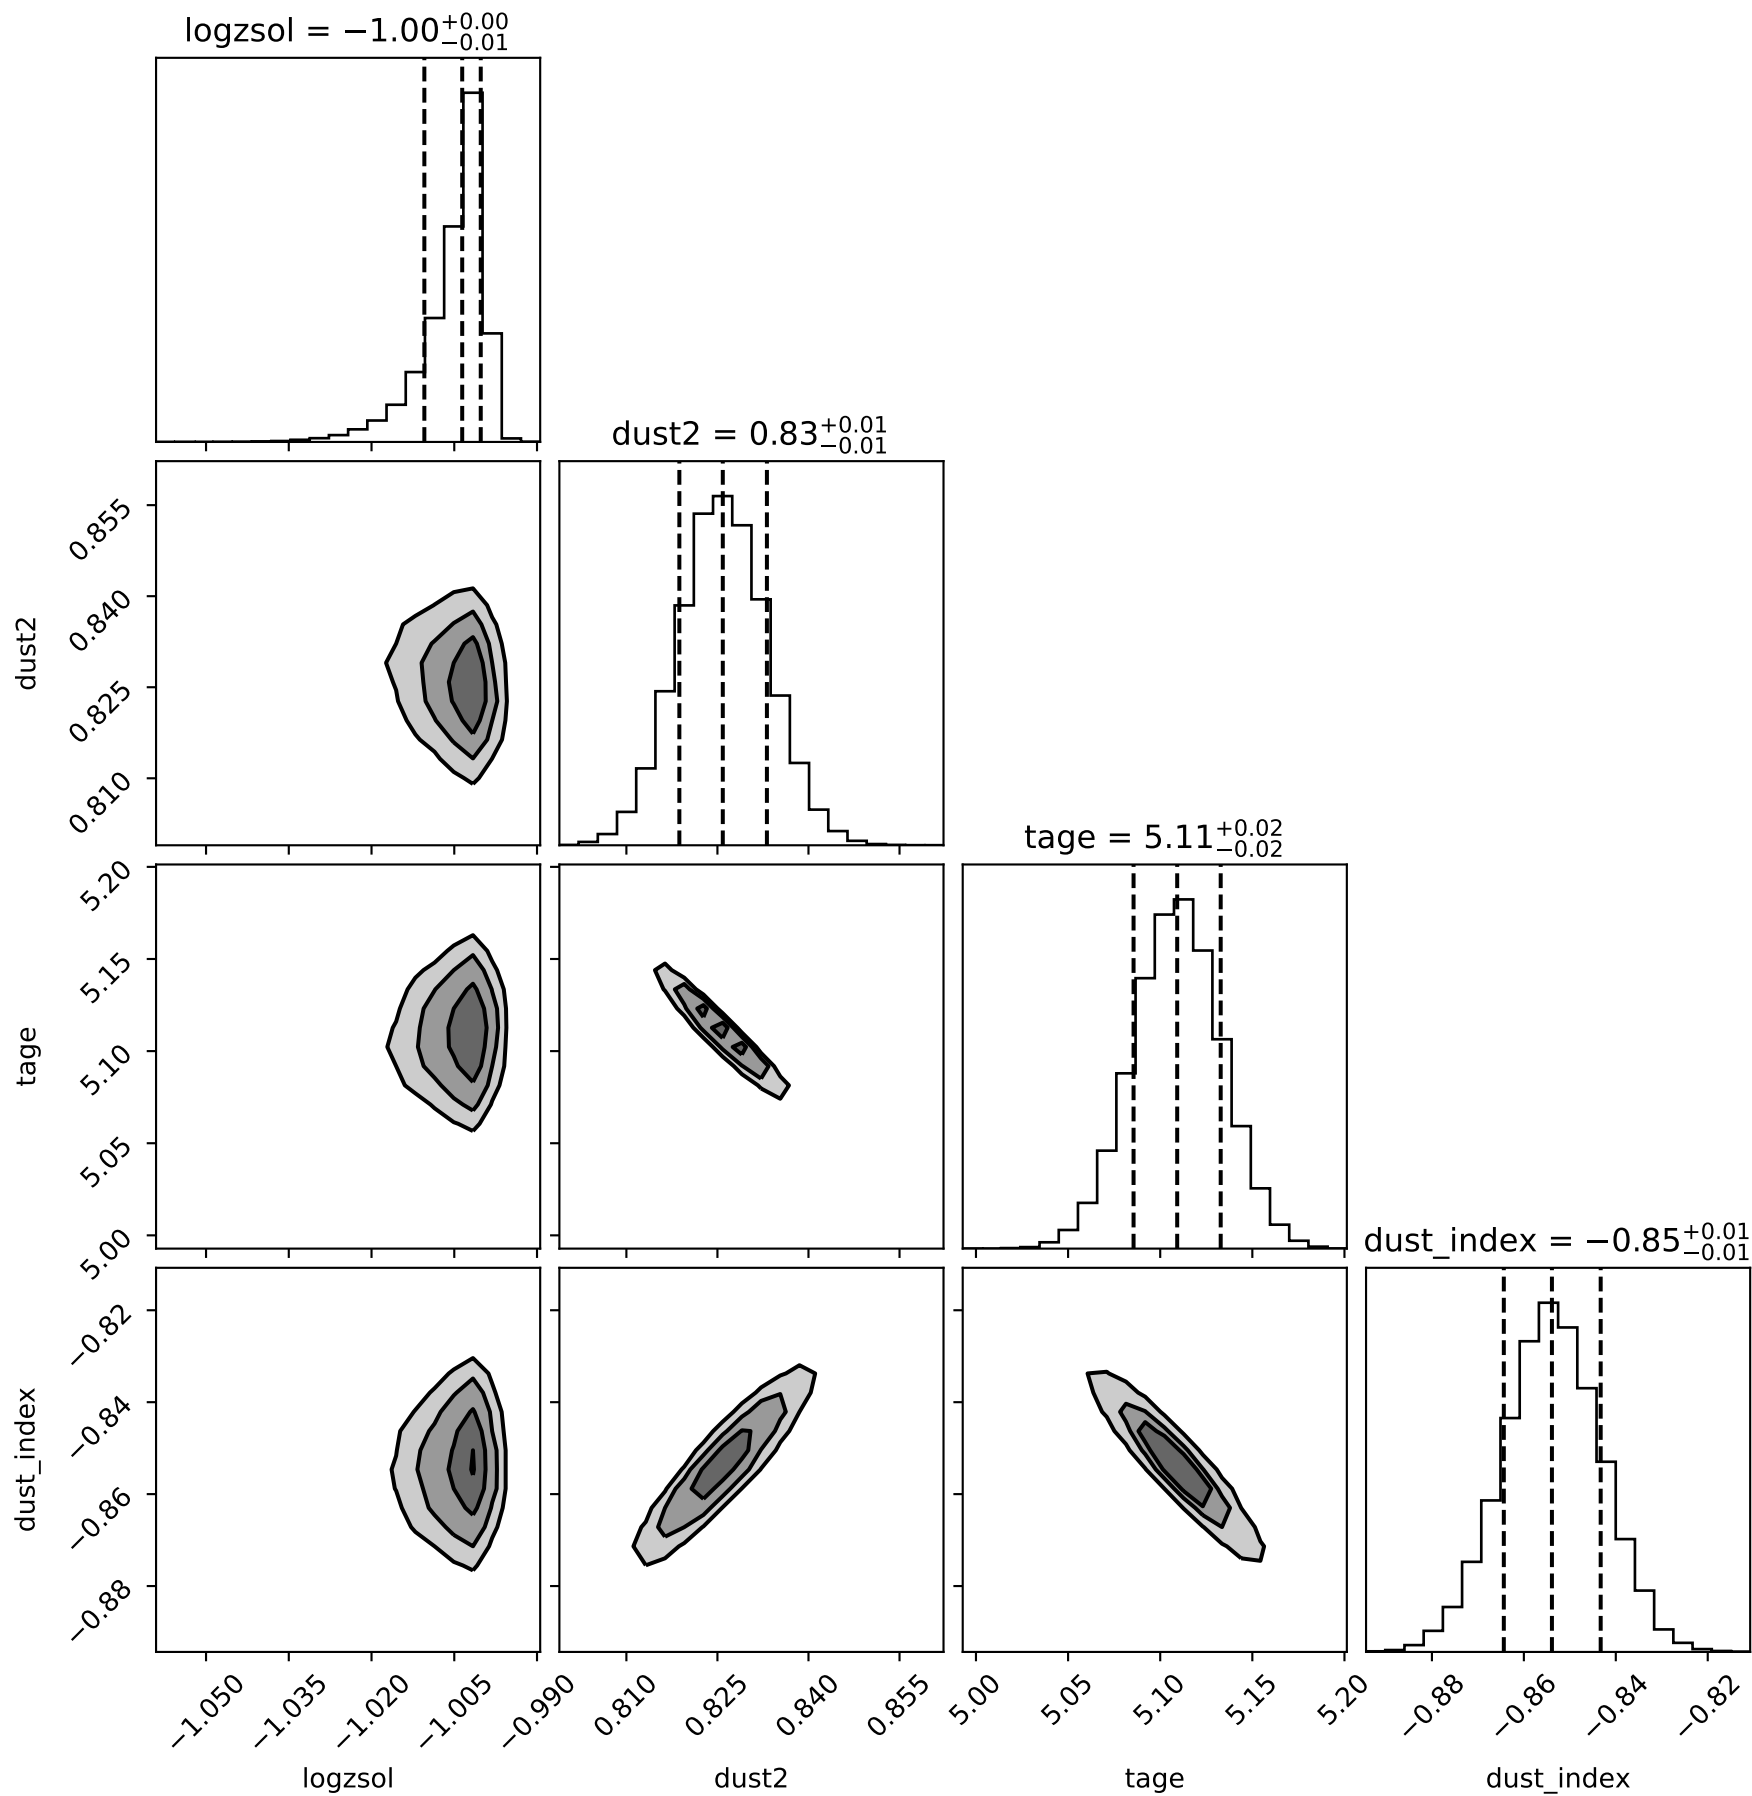 logzsol = −1.00+0.00−0.01
dust2 = 0.83+0.01−0.01
0.855
0.840
0.825
0.810
dust2
tage = 5.11+0.02−0.02
5.20
5.15
5.10
5.05
5.00
tage
dust_index = −0.85+0.01−0.01
−0.82
−0.84
−0.86
−0.88
dust_index
−1.050 −1.035 −1.020 −1.005 −0.990 0.810 0.825 0.840 0.855 5.00 5.05 5.10 5.15 5.20 −0.88 −0.86 −0.84 −0.82
logzsol dust2 tage dust_index